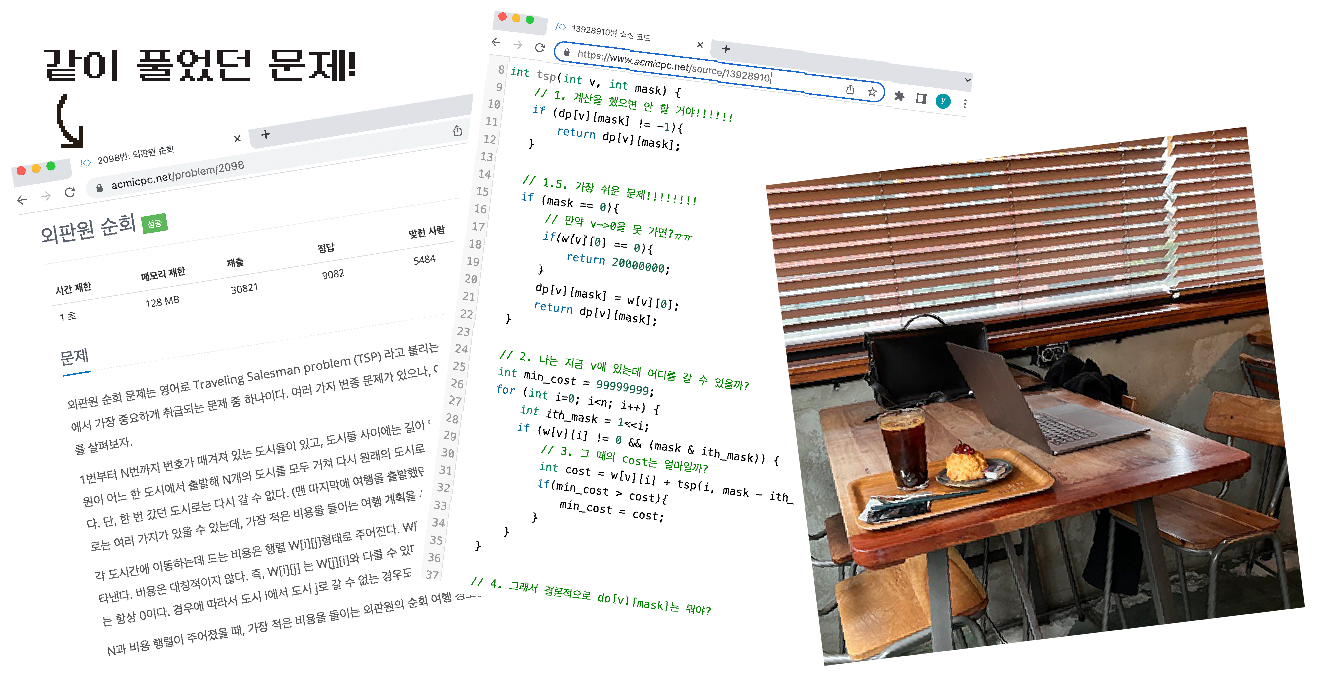 같이 풀었던 문제!
2098번: 외판원 순회
acmicpc.net/problem/2098
외판원 순회 성공
시간 제한 메모리 제한 제출 정답 맞힌 사람
1 초 128 MB 30821 9082 5484
문제
외판원 순회 문제는 영어로 Traveling Salesman problem (TSP) 라고 불리는
에서 가장 중요하게 취급되는 문제 중 하나이다. 여러 가지 변종 문제가 있으나,
를 살펴보자.
1번부터 N번까지 번호가 매겨져 있는 도시들이 있고, 도시들 사이에는 길이
원이 어느 한 도시에서 출발해 N개의 도시를 모두 거쳐 다시 원래의 도시로
다. 단, 한 번 갔던 도시로는 다시 갈 수 없다. (맨 마지막에 여행을 출발했던
로는 여러 가지가 있을 수 있는데, 가장 적은 비용을 들이는 여행 계획을
각 도시간에 이동하는데 드는 비용은 행렬 W[i][j]형태로 주어진다.
타낸다. 비용은 대칭적이지 않다. 즉, W[i][j] 는 W[j][i]와 다를 수 있다
는 항상 0이다. 경우에 따라서 도시 i에서 도시 j로 갈 수 없는 경우도
N과 비용 행렬이 주어졌을 때, 가장 적은 비용을 들이는 외판원의 순회 여행
13928910번 소스 코드
https://www.acmicpc.net/source/13928910
y
8 int tsp(int v, int mask) {
9 // 1. 계산을 했으면 안 할 거야!!!!!!
10 if (dp[v][mask] != -1){
11 return dp[v][mask];
12 }
13
14 // 1.5. 가장 쉬운 문제!!!!!!!!
15 if (mask == 0){
16 // 만약 v->0을 못 가면?ㅠㅠ
17 if(w[v][0] == 0){
18 return 20000000;
19 }
20 dp[v][mask] = w[v][0];
21 return dp[v][mask];
22 }
23
24 // 2. 나는 지금 v에 있는데 어디를 갈 수 있을까?
25 int min_cost = 99999999;
26 for (int i=0; i<n; i++) {
27 int ith_mask = 1<<i;
28 if (w[v][i] != 0 && (mask & ith_mask)) {
29 // 3. 그 때의 cost는 얼마일까?
30 int cost = w[v][i] + tsp(i, mask - ith_
31 if(min_cost > cost){
32 min_cost = cost;
33 }
34 }
35 }
36
37 // 4. 그래서 결론적으로 dp[v][mask]는 뭐야?